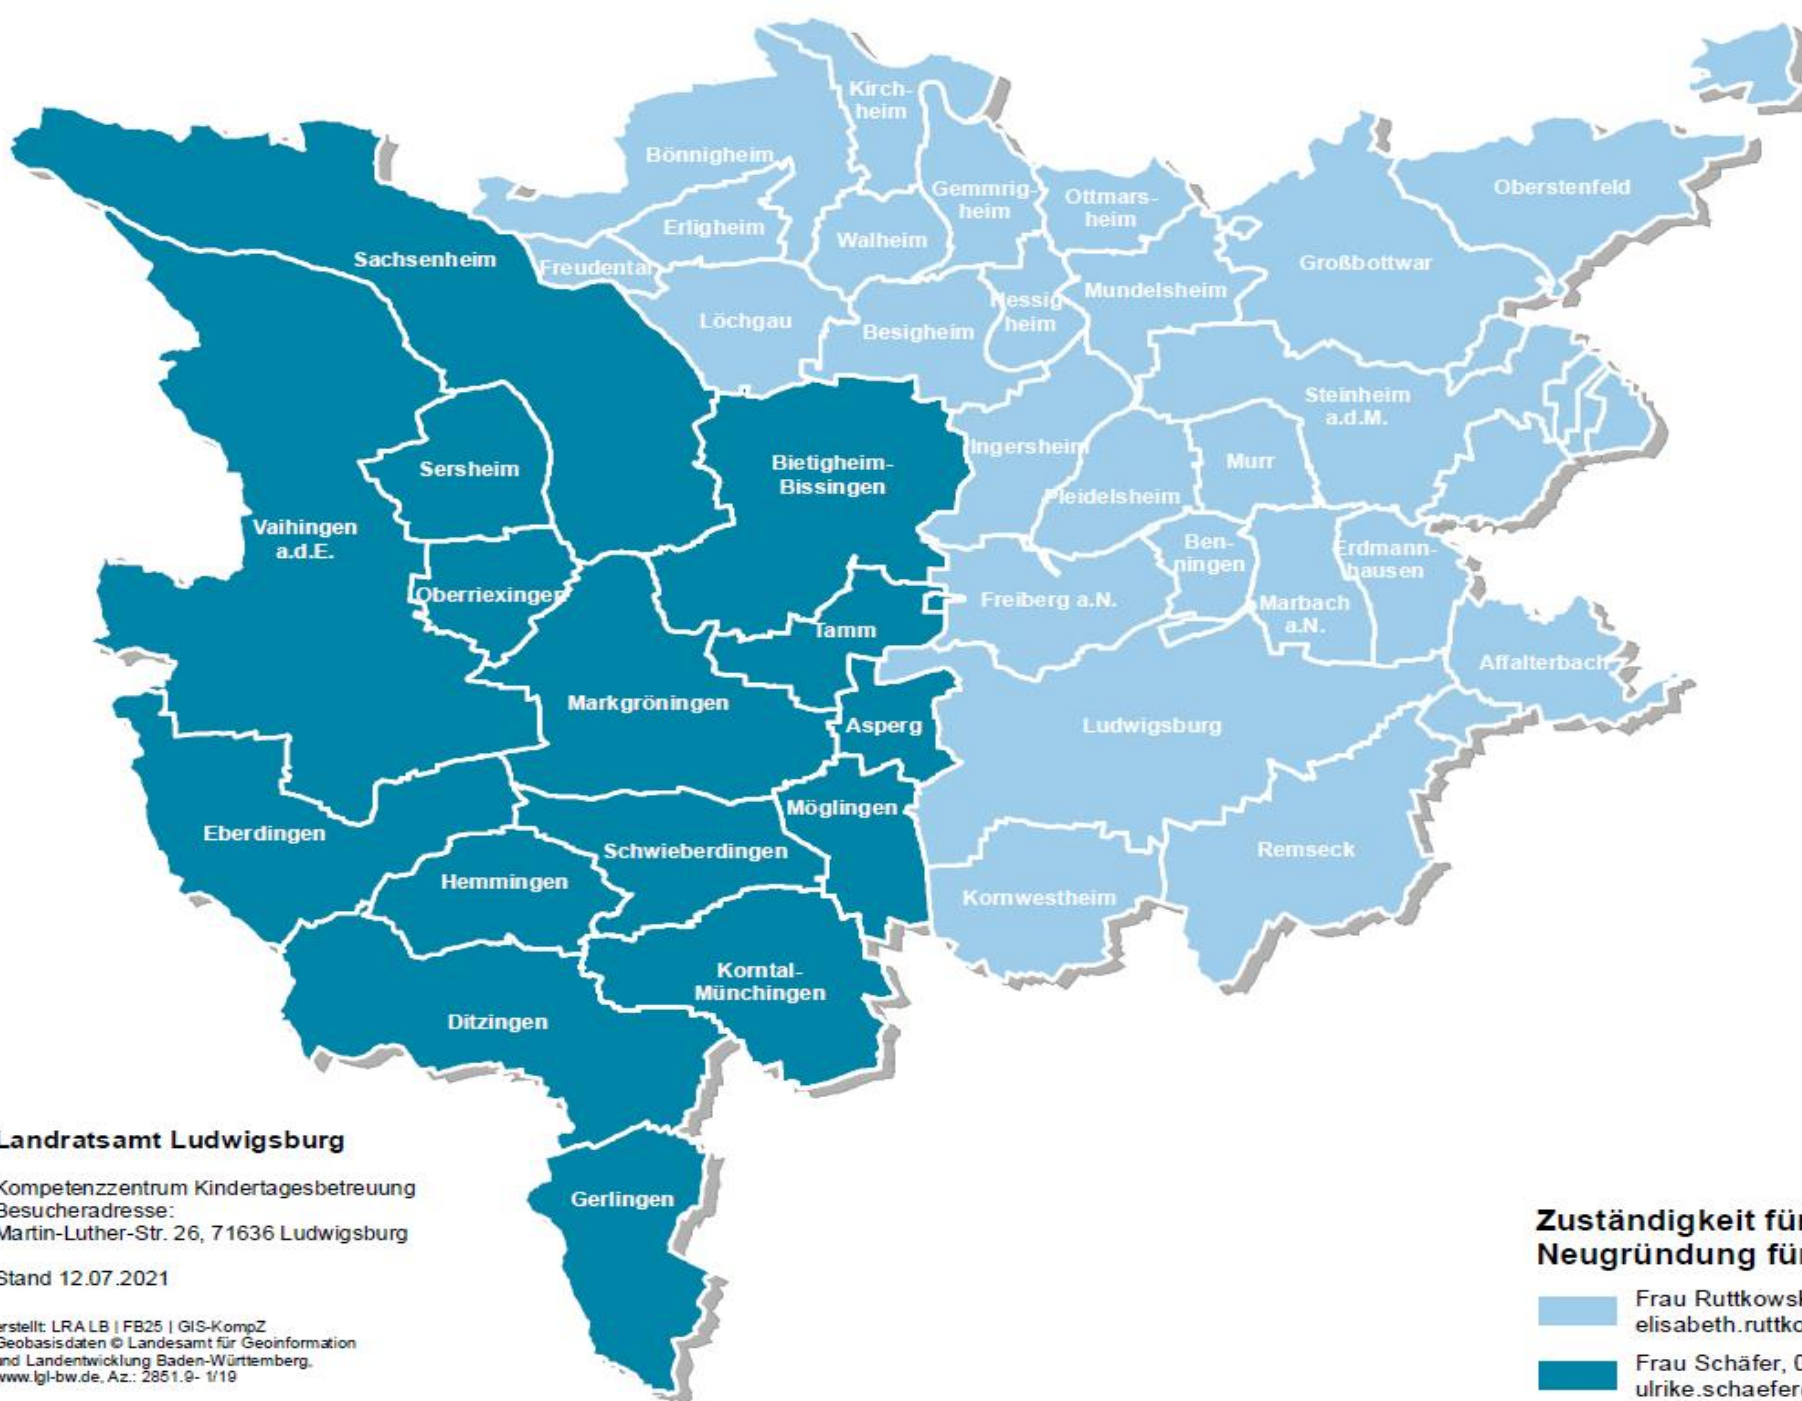 Kirch-
heim
Bönnigheim
Gemmrig-
heim
Ottmars-
heim
Oberstenfeld
Erligheim
Walheim
Sachsenheim
Freudental
Großbottwar
Mundelsheim
Hessig-
heim
Löchgau
Besigheim
Steinheim
a.d.M.
Ingersheim
Bietigheim-
Bissingen
Sersheim
Murr
Pleidelsheim
Vaihingen
a.d.E.
Ben-
ningen
Erdmann-
hausen
Oberriexingen
Freiberg a.N.
Marbach
a.N.
Tamm
Affalterbach
Markgröningen
Asperg
Ludwigsburg
Möglingen
Eberdingen
Schwieberdingen
Remseck
Hemmingen
Kornwestheim
Korntal-
Münchingen
Ditzingen
Gerlingen
Landratsamt Ludwigsburg
Kompetenzzentrum Kindertagesbetreuung
Besucheradresse:
Martin-Luther-Str. 26, 71636 Ludwigsburg
Stand 12.07.2021
erstellt: LRA LB | FB25 | GIS-KompZ
Geobasisdaten © Landesamt für Geoinformation
und Landentwicklung Baden-Württemberg,
www.lgl-bw.de, Az.: 2851.9- 1/19
Zuständigkeit für
Neugründung für
Frau Ruttkowsk
elisabeth.ruttko
Frau Schäfer, 0
ulrike.schaefer